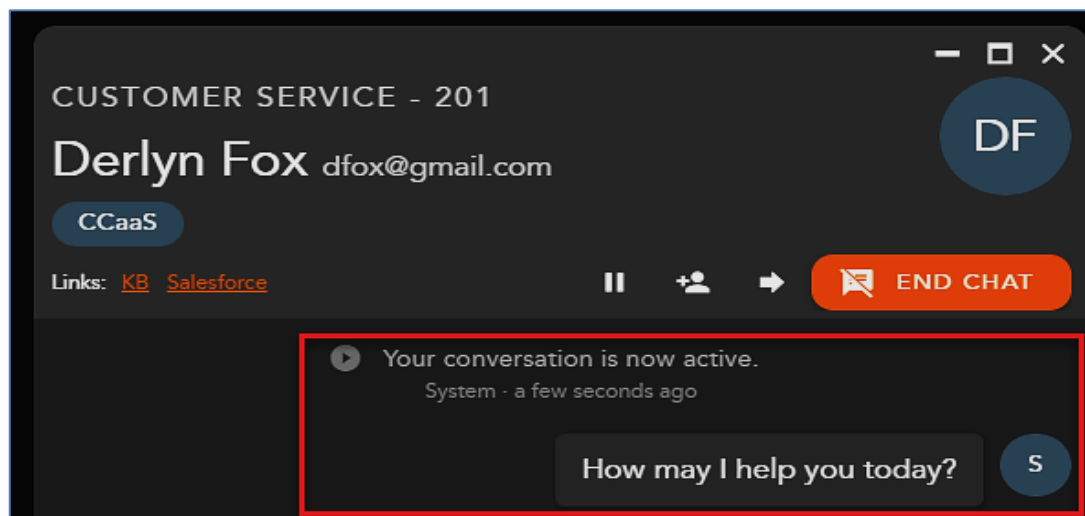 CUSTOMER SERVICE - 201
DF
Derlyn Fox dfox@gmail.com
CCaaS
Links: KB Salesforce
END CHAT
Your conversation is now active.
System · a few seconds ago
How may I help you today?
S